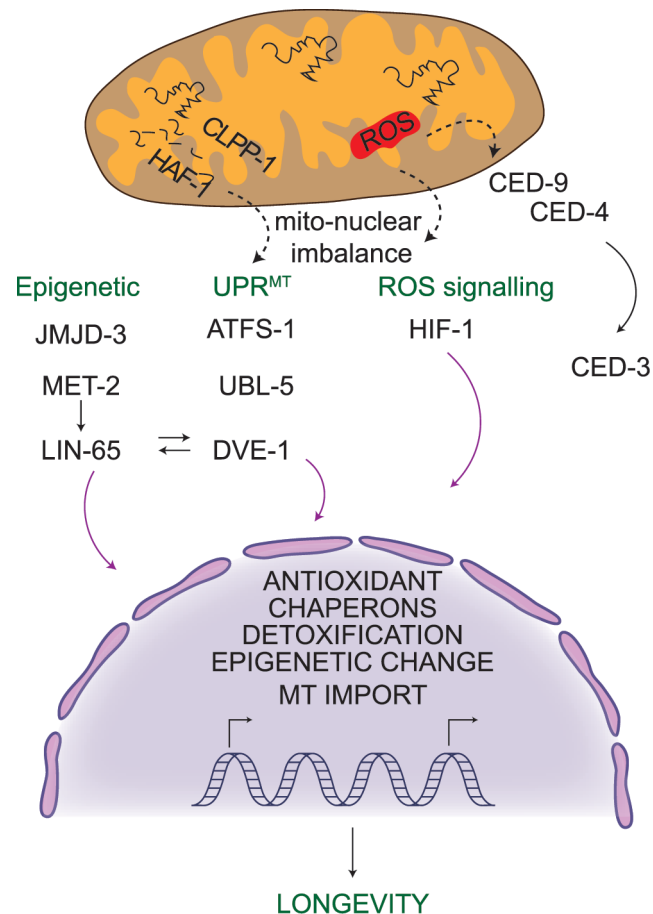 CLPP-1
HAF-1
ROS
CED-9
CED-4
mito-nuclear
imbalance
Epigenetic
UPRᴹᵀ
ROS signalling
JMJD-3
ATFS-1
HIF-1
CED-3
MET-2
UBL-5
LIN-65
DVE-1
ANTIOXIDANT
CHAPERONS
DETOXIFICATION
EPIGENETIC CHANGE
MT IMPORT
LONGEVITY